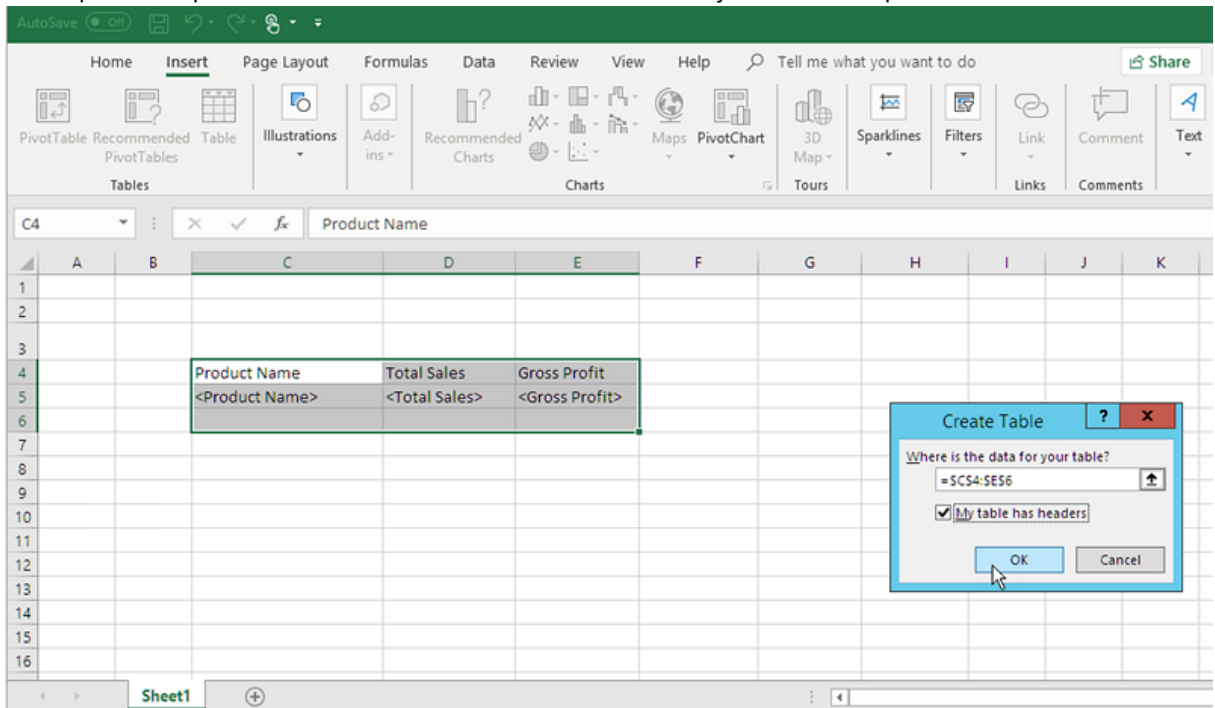 AutoSave Off
Home Insert Page Layout Formulas Data Review View Help Tell me what you want to do Share
PivotTable Recommended PivotTables Table Illustrations Add-ins Recommended Charts Maps PivotChart 3D Map Sparklines Filters Link Comment Text
Tables Charts Tours Links Comments
C4 fx Product Name
A B C D E F G H I J K
1
2
3
4 Product Name Total Sales Gross Profit
5 <Product Name> <Total Sales> <Gross Profit>
6
7
8
9
10
11
12
13
14
15
16
Create Table ? x
Where is the data for your table?
=$C$4:$E$6
My table has headers
OK Cancel
Sheet1